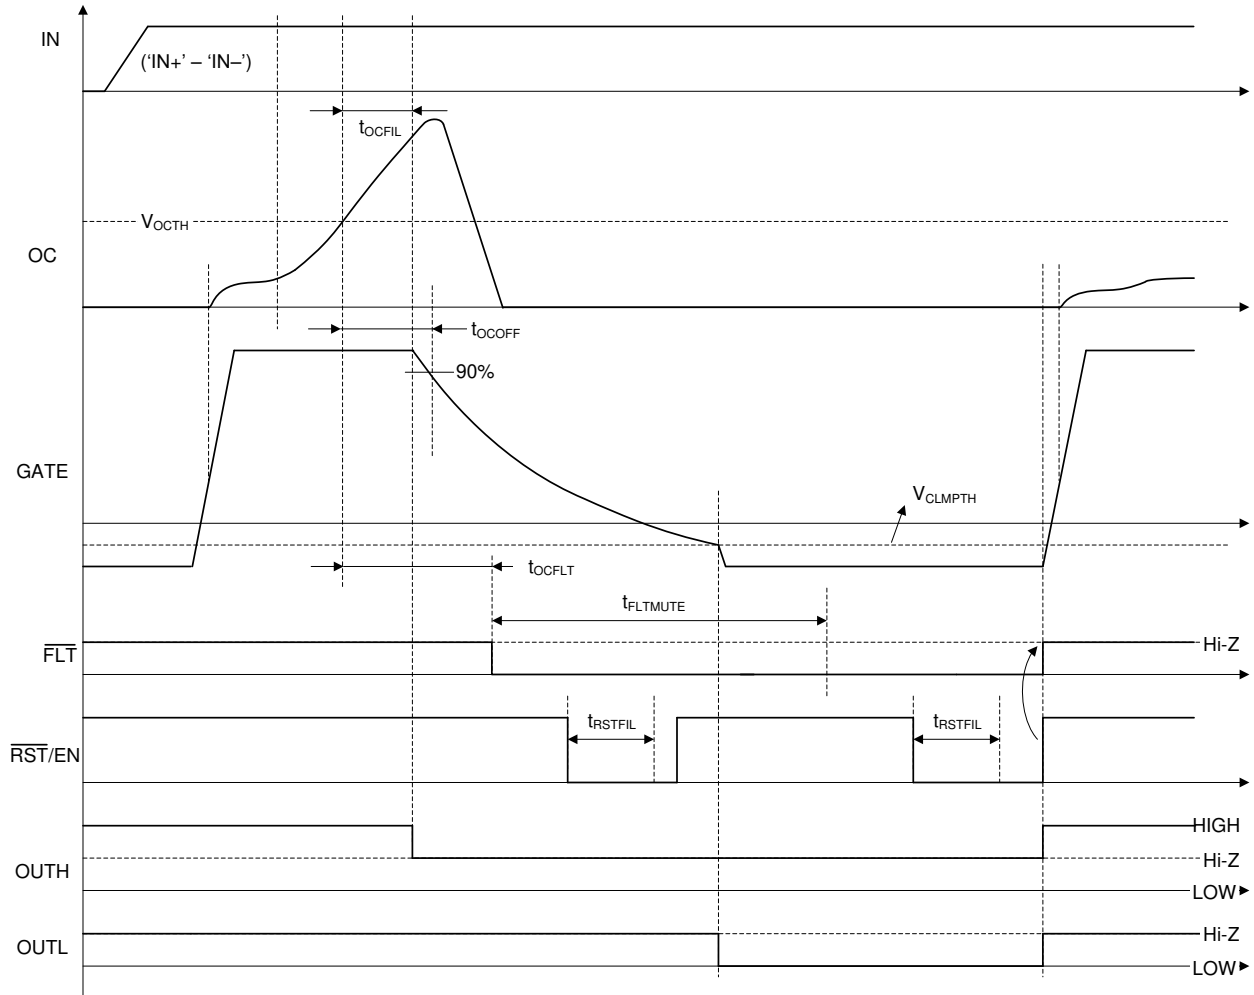 IN
('IN+' – 'IN–')
tOCFIL
VOCTH
OC
tOCOFF
90%
GATE
VCLMPTH
tOCFLT
tFLTMUTE
FLT
Hi-Z
tRSTFIL
tRSTFIL
RST/EN
HIGH
Hi-Z
OUTH
LOW
Hi-Z
OUTL
LOW